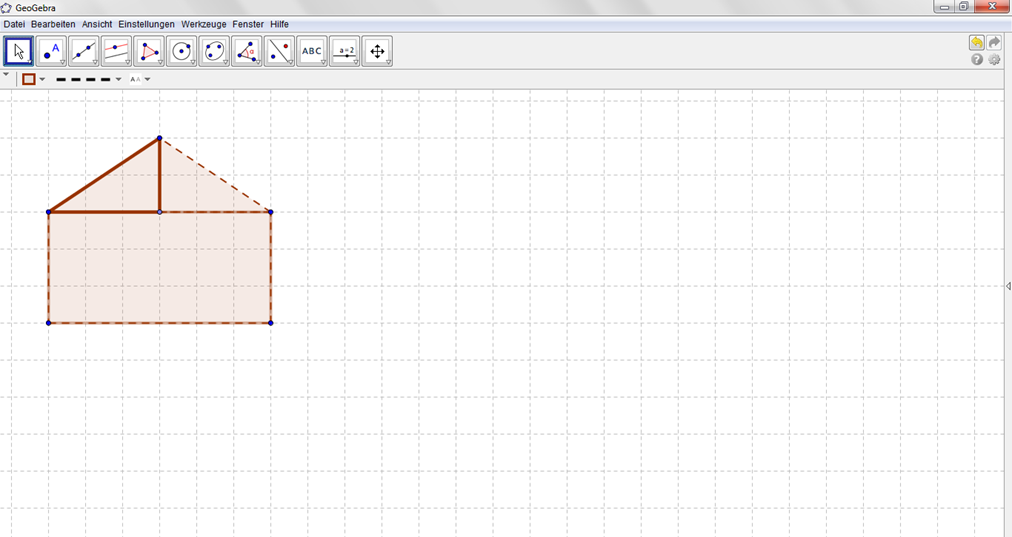 GeoGebra
Datei Bearbeiten Ansicht Einstellungen Werkzeuge Fenster Hilfe
A α ABC a=2
A A